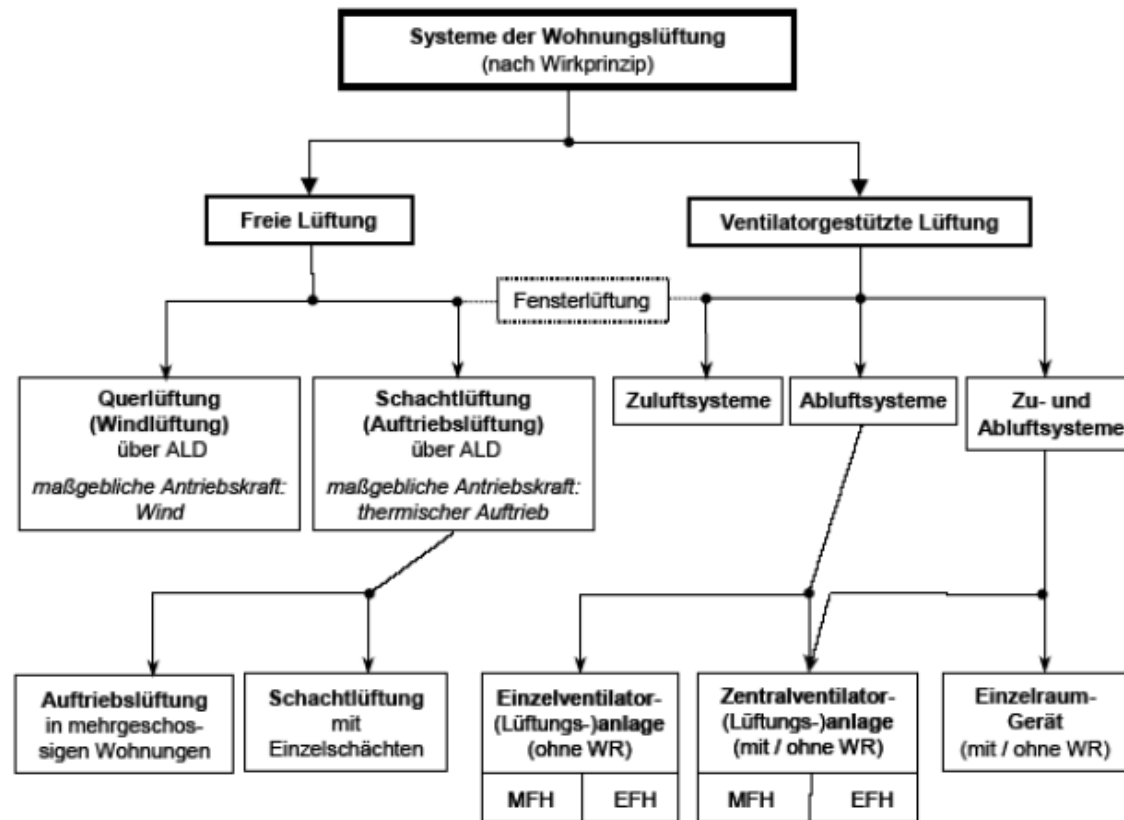 Systeme der Wohnungslüftung
(nach Wirkprinzip)
Freie Lüftung
Ventilatorgestützte Lüftung
Fensterlüftung
Querlüftung
(Windlüftung)
über ALD
maßgebliche Antriebskraft:
Wind
Schachtlüftung
(Auftriebslüftung)
über ALD
maßgebliche Antriebskraft:
thermischer Auftrieb
Zuluftsysteme
Abluftsysteme
Zu- und
Abluftsysteme
Auftriebslüftung
in mehrgeschos-
sigen Wohnungen
Schachtlüftung
mit
Einzelschächten
Einzelventilator-
(Lüftungs-)anlage
(ohne WR)
MFH
EFH
Zentralventilator-
(Lüftungs-)anlage
(mit / ohne WR)
MFH
EFH
Einzelraum-
Gerät
(mit / ohne WR)